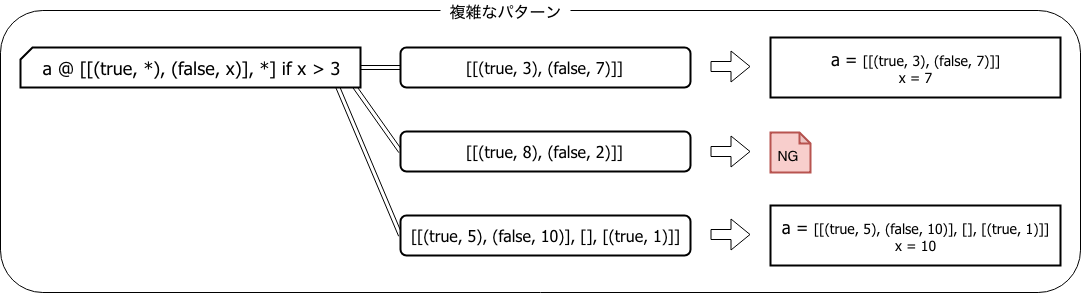 複雑なパターン
a @ [[(true, *), (false, x)], *] if x > 3
[[(true, 3), (false, 7)]]
a = [[(true, 3), (false, 7)]]
x = 7
[[(true, 8), (false, 2)]]
NG
[[(true, 5), (false, 10)], [], [(true, 1)]]
a = [[(true, 5), (false, 10)], [], [(true, 1)]]
x = 10